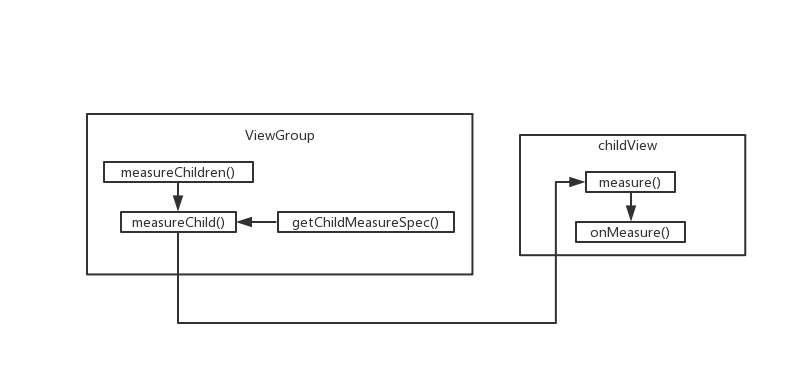 ViewGroup
measureChildren()
measureChild()
getChildMeasureSpec()
childView
measure()
onMeasure()